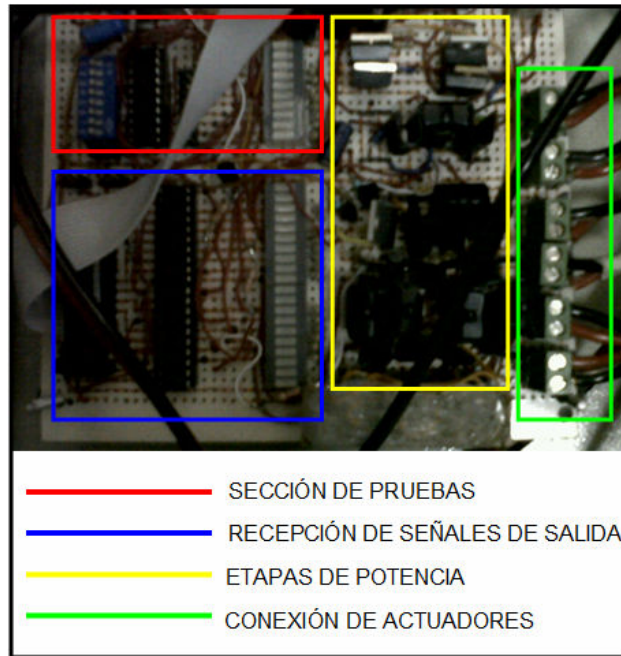 SECCIÓN DE PRUEBAS
RECEPCIÓN DE SEÑALES DE SALIDA
ETAPAS DE POTENCIA
CONEXIÓN DE ACTUADORES